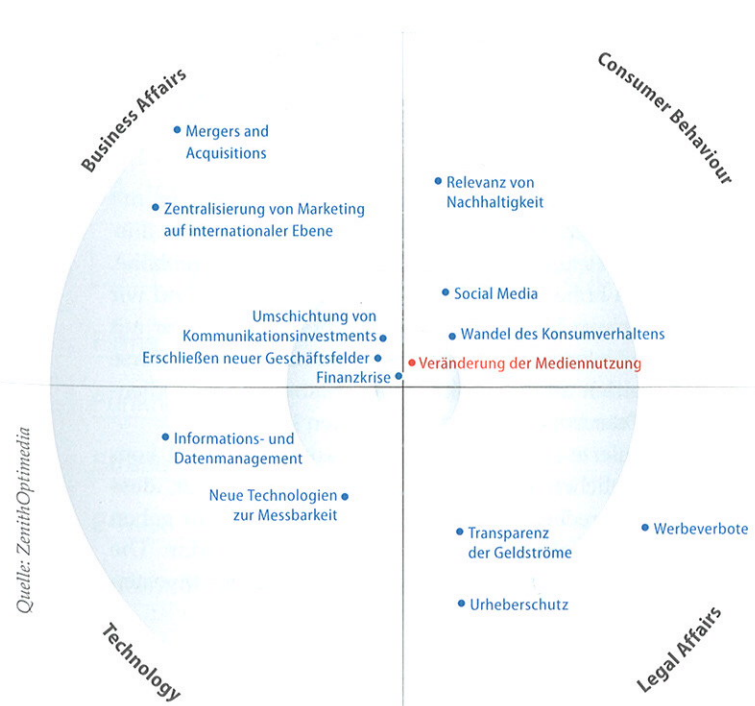 Business Affairs
Consumer Behaviour
Mergers and
Acquisitions
Zentralisierung von Marketing
auf internationaler Ebene
Umschichtung von
Kommunikationsinvestments
Erschließen neuer Geschäftsfelder
Finanzkrise
Relevanz von
Nachhaltigkeit
Social Media
Wandel des Konsumverhaltens
Veränderung der Mediennutzung
Informations- und
Datenmanagement
Neue Technologien
zur Messbarkeit
Transparenz
der Geldströme
Werbeverbote
Urheberschutz
Technology
Legal Affairs
Quelle: ZenithOptimedia